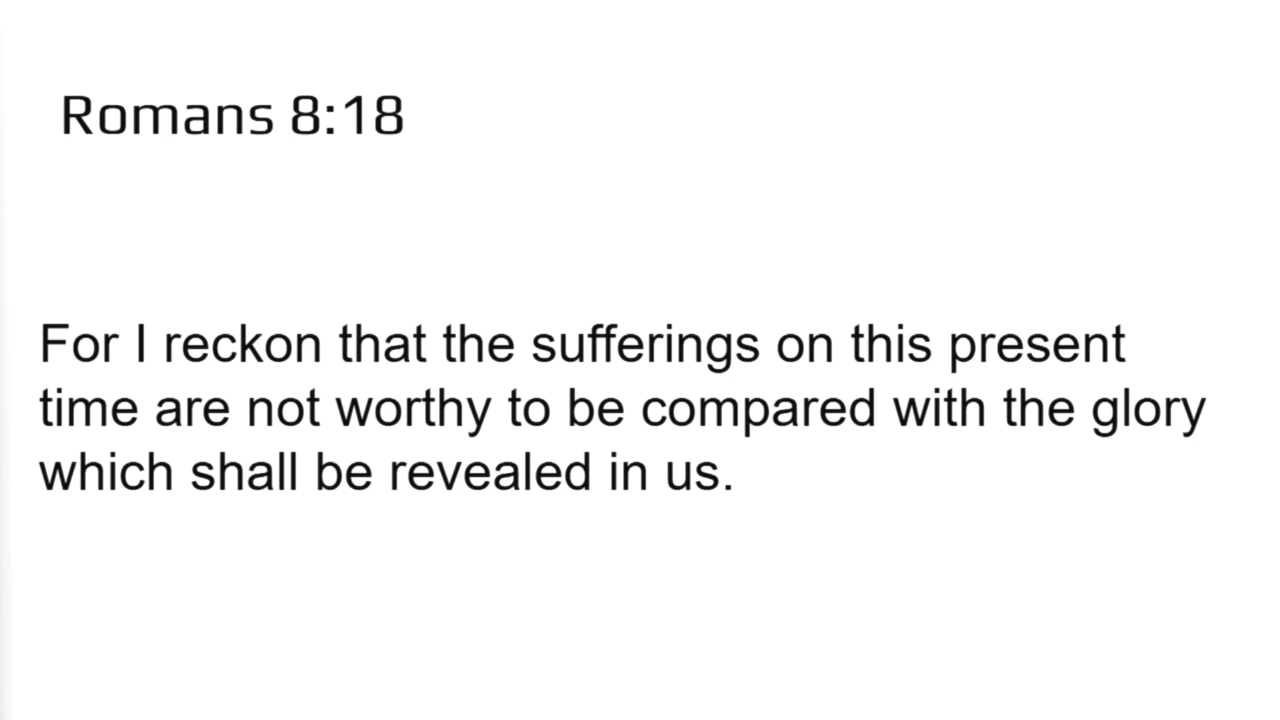 Romans 8:18
For I reckon that the sufferings on this present
time are not worthy to be compared with the glory
which shall be revealed in us.